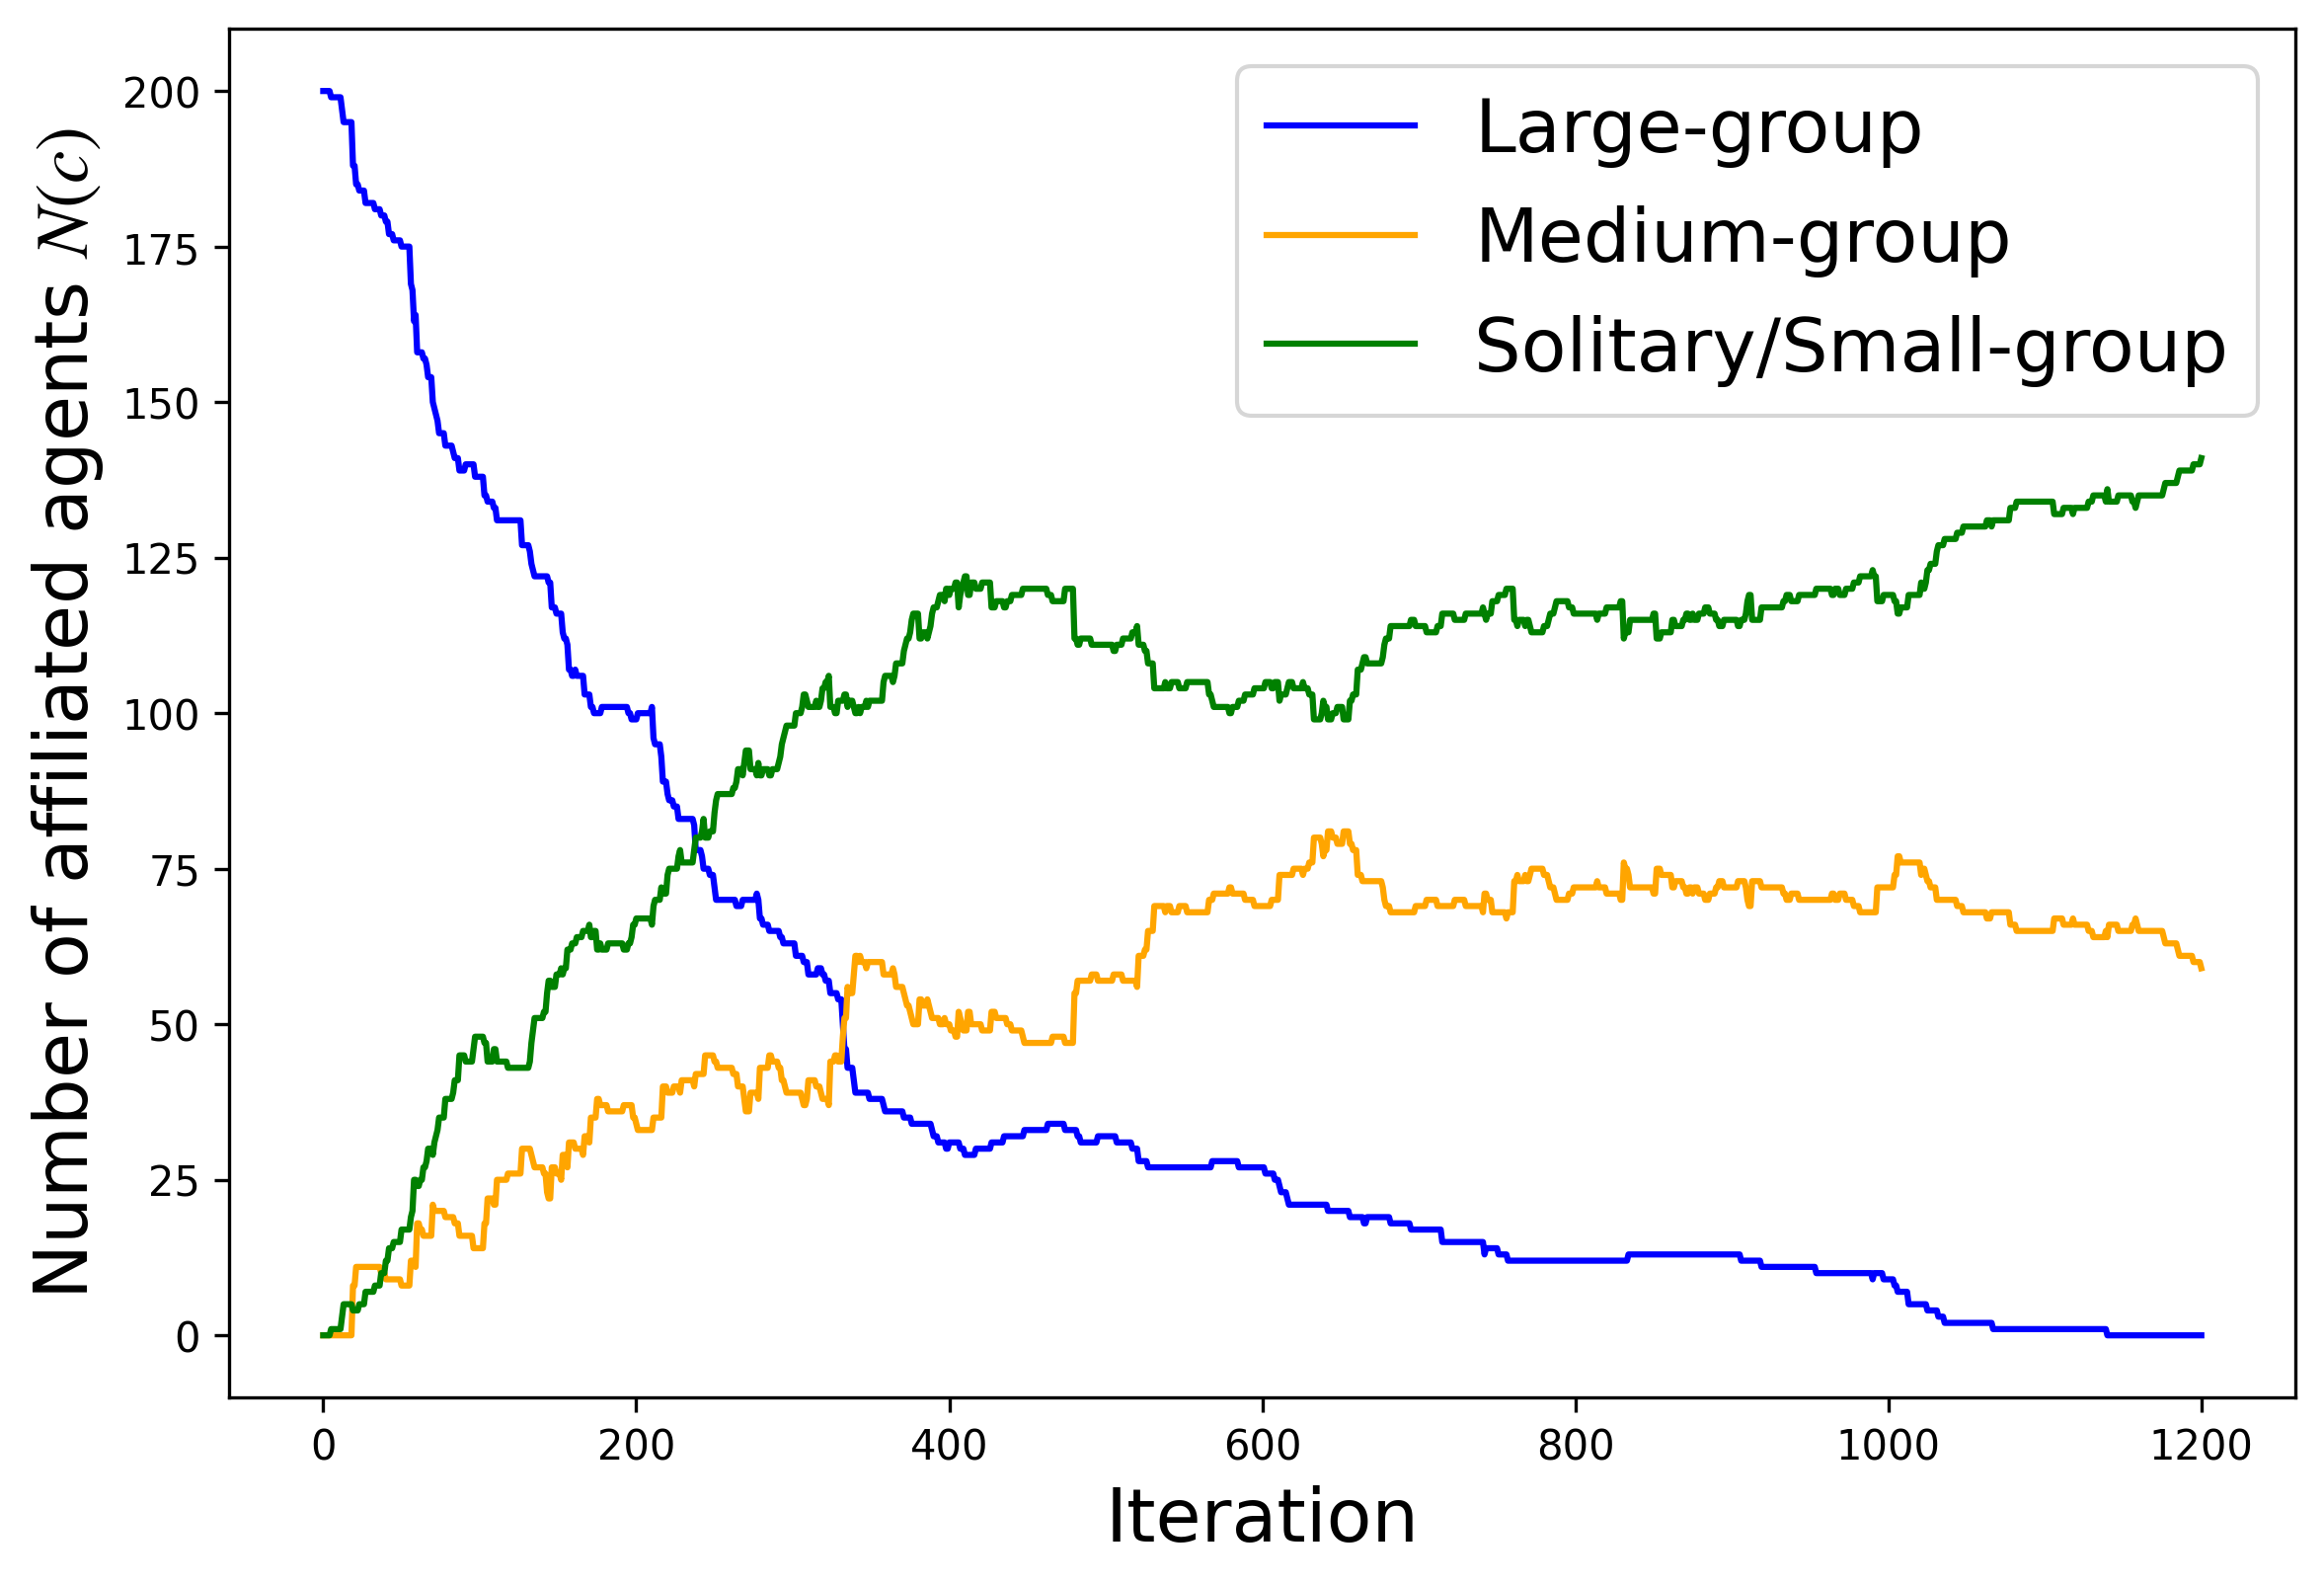 Number of affiliated agents N(c)
200
175
150
125
100
75
50
25
0
Large-group
Medium-group
Solitary/Small-group
0 200 400 600 800 1000 1200
Iteration